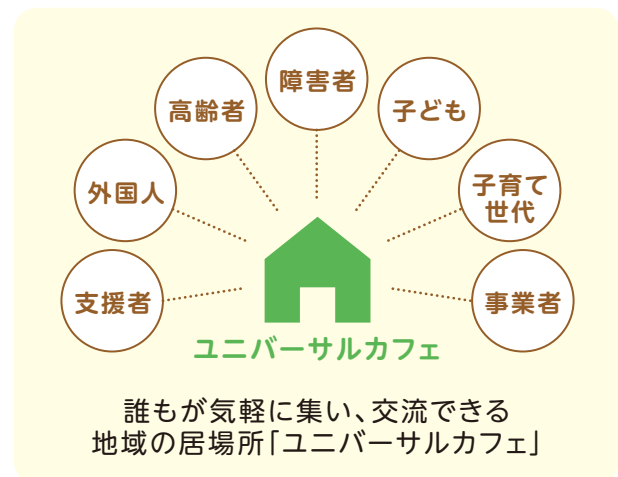 障害者
高齢者
子ども
外国人
子育て
世代
支援者
事業者
ユニバーサルカフェ
誰もが気軽に集い、交流できる
地域の居場所「ユニバーサルカフェ」